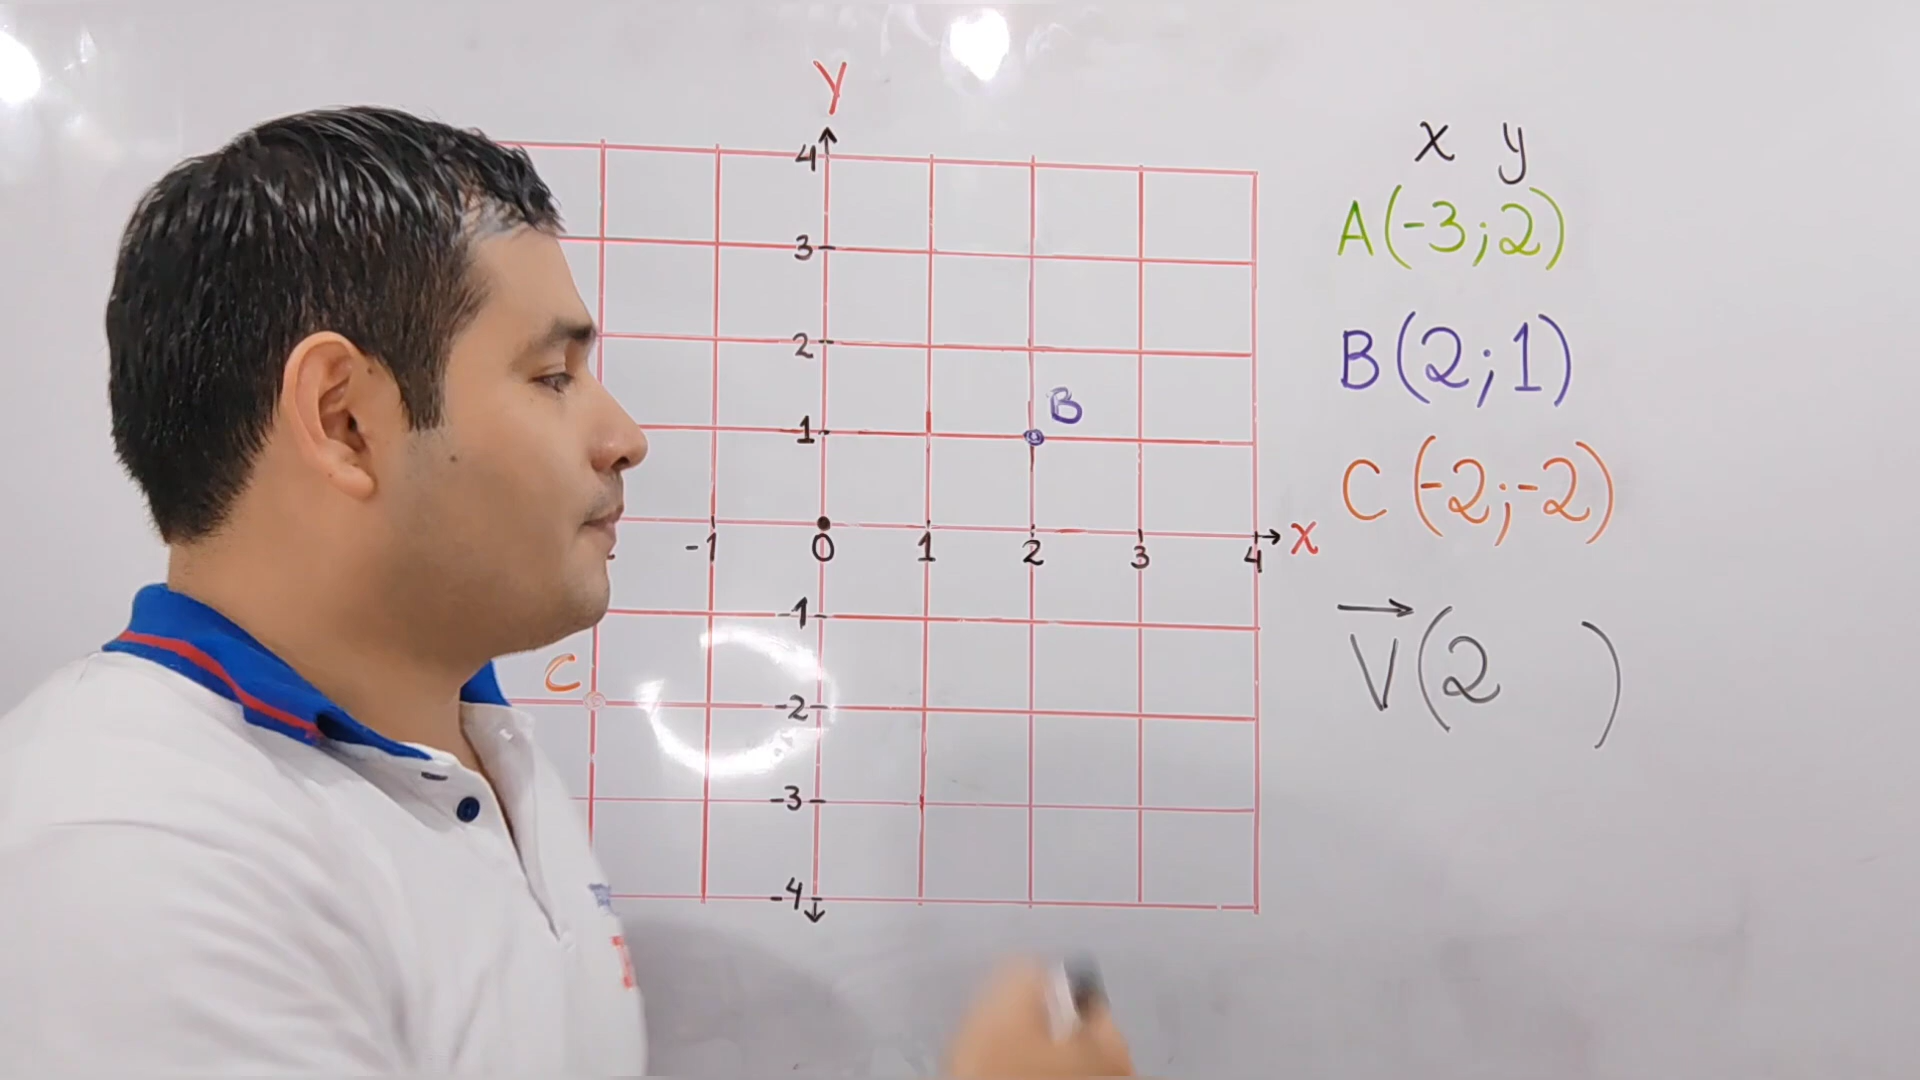 Y
4
3
2
1
B
-1 0 1 2 3 4 X
-1
C
-2
-3
-4
x y
A(-3;2)
B(2;1)
C(-2;-2)
V(2 )